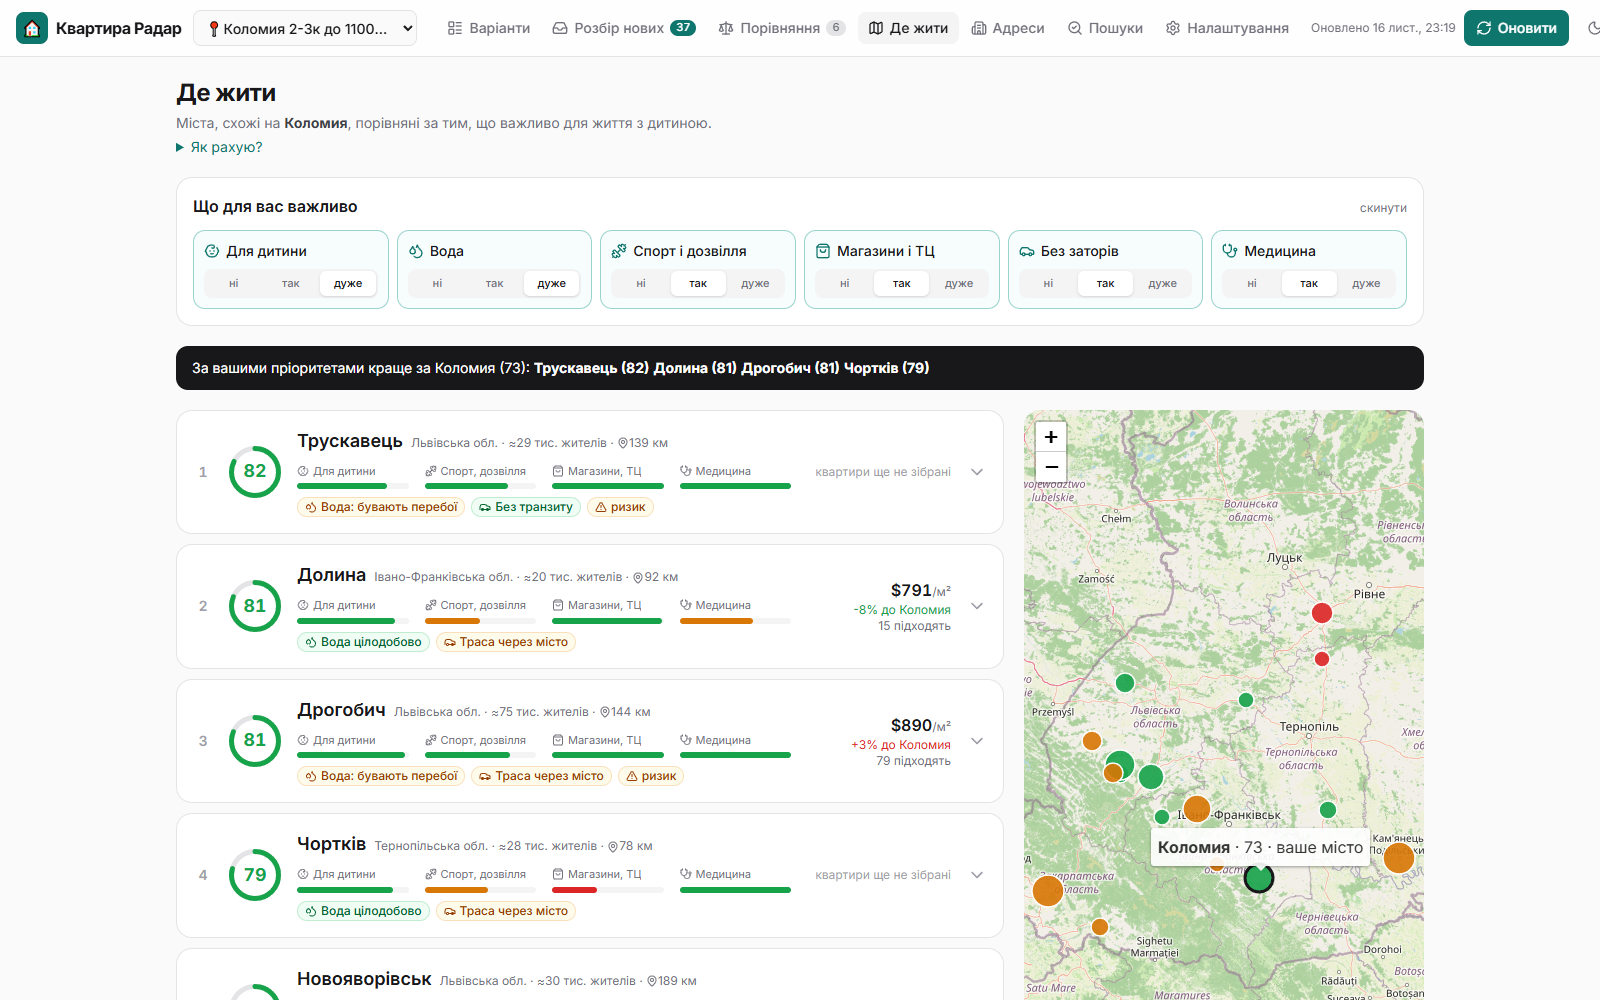 Квартира Радар
Коломия 2-3к до 1100...
Варіанти
Розбір нових 37
Порівняння 6
Де жити
Адреси
Пошуки
Налаштування
Оновлено 16 лист., 23:19
Оновити
Де жити
Міста, схожі на Коломия, порівняні за тим, що важливо для життя з дитиною.
Як рахую?
Що для вас важливо
скинути
Для дитини
ні так дуже
Вода
ні так дуже
Спорт і дозвілля
ні так дуже
Магазини і ТЦ
ні так дуже
Без заторів
ні так дуже
Медицина
ні так дуже
За вашими пріоритетами краще за Коломия (73): Трускавець (82) Долина (81) Дрогобич (81) Чортків (79)
1
82
Трускавець Львівська обл. · ≈29 тис. жителів · 139 км
Для дитини Спорт, дозвілля Магазини, ТЦ Медицина
Вода: бувають перебої Без транзиту ризик
квартири ще не зібрані
2
81
Долина Івано-Франківська обл. · ≈20 тис. жителів · 92 км
Для дитини Спорт, дозвілля Магазини, ТЦ Медицина
Вода цілодобово Траса через місто
$791/м²
-8% до Коломия
15 підходять
3
81
Дрогобич Львівська обл. · ≈75 тис. жителів · 144 км
Для дитини Спорт, дозвілля Магазини, ТЦ Медицина
Вода: бувають перебої Траса через місто ризик
$890/м²
+3% до Коломия
79 підходять
4
79
Чортків Тернопільська обл. · ≈28 тис. жителів · 78 км
Для дитини Спорт, дозвілля Магазини, ТЦ Медицина
Вода цілодобово Траса через місто
квартири ще не зібрані
Новояворівськ Львівська обл. · ≈30 тис. жителів · 189 км
+
−
lubelskie
Chełm
Волинська область
Луцьк
Zamość
Рівне
Przemyśl
Львівська область
Тернопіль
Тернопільська область
Франківськ
Коломия · 73 · ваше місто
Чернівецька область
Sighetu Marmației
Dorohoi
Rădăuți
Satu Mare
Maramureș
Suceava